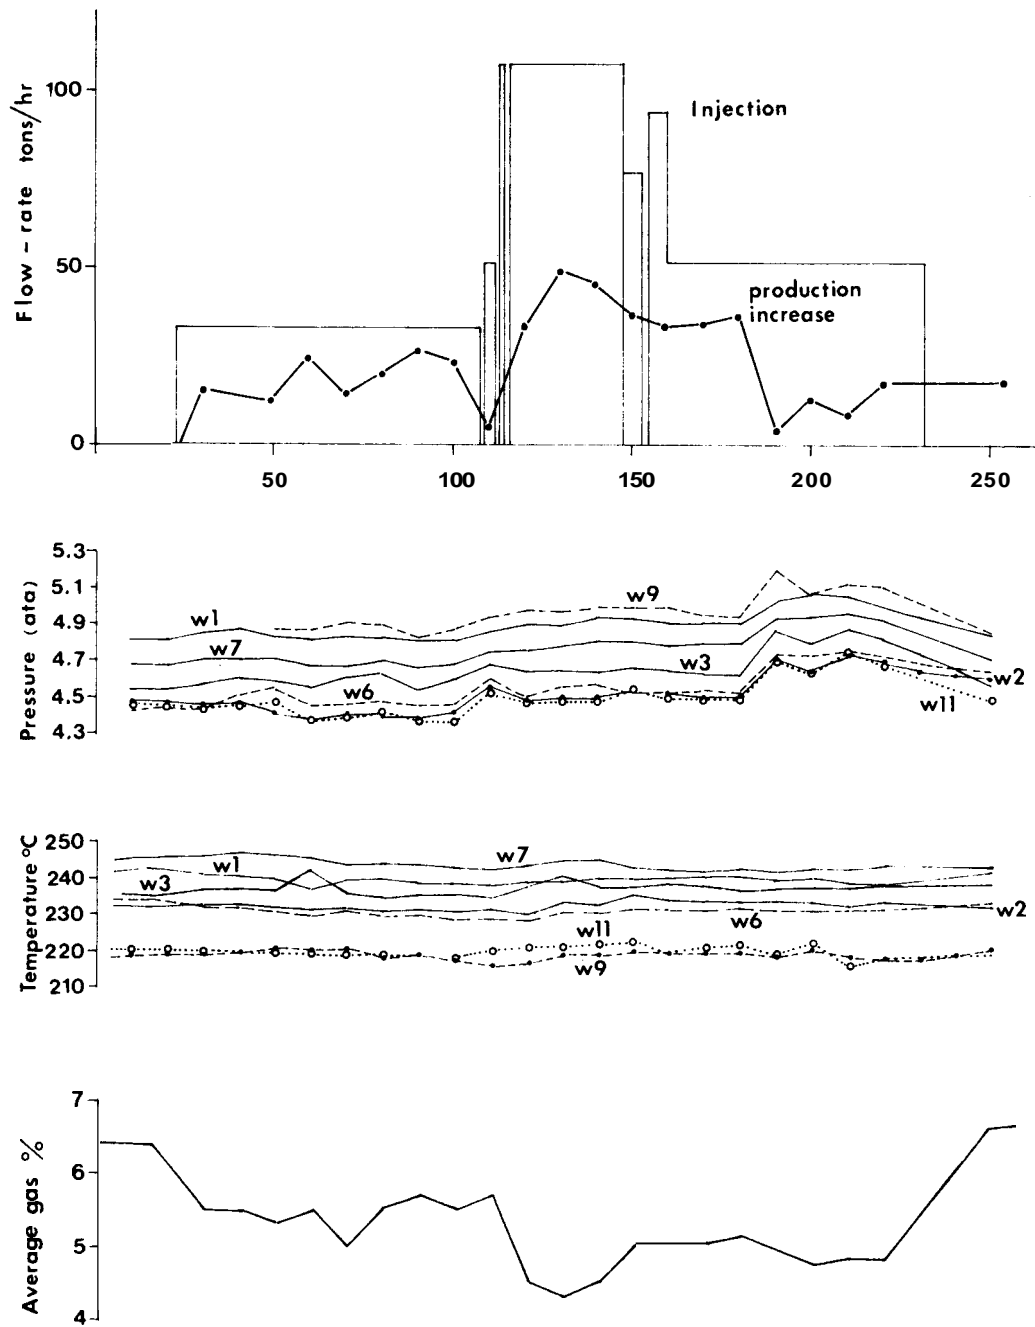 Flow - rate tons/hr
100
50
0
Injection
production
increase
50
100
150
200
250
Pressure (ata)
5.3
5.1
4.9
4.7
4.5
4.3
w1
w9
w7
w3
w6
w2
w11
Temperature °C
250
240
230
220
210
w7
w1
w3
w2
w6
w11
w9
Average gas %
7
6
5
4